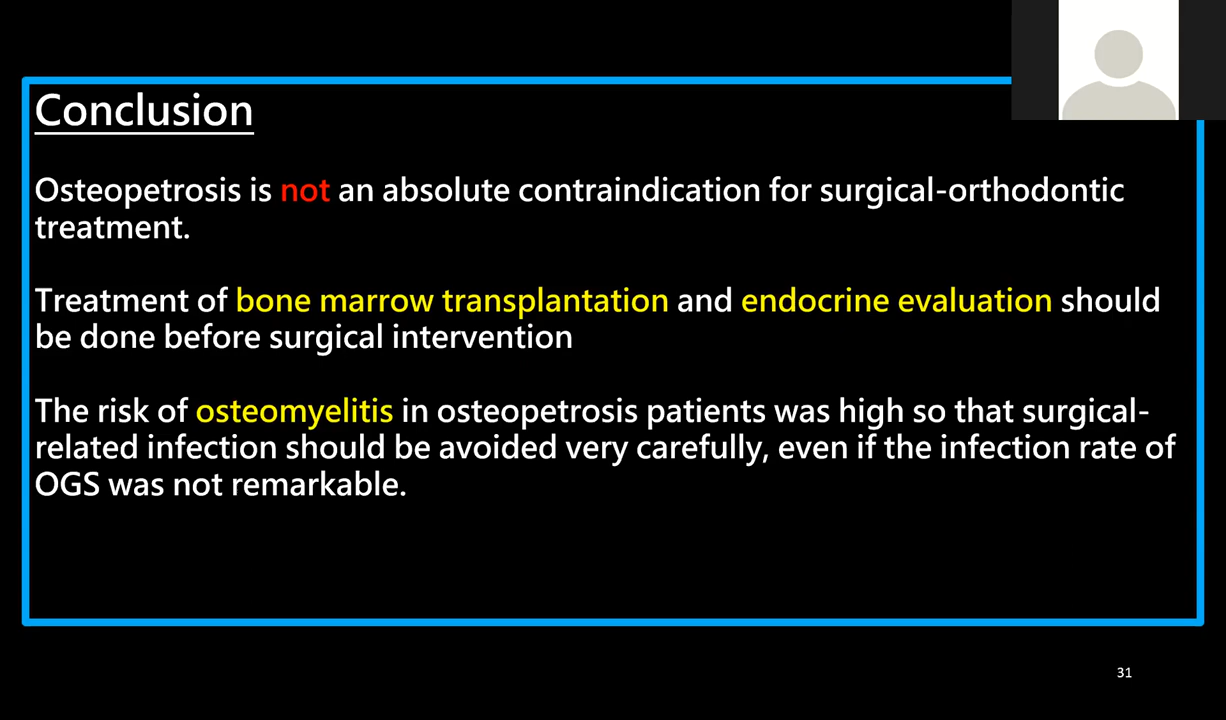 Conclusion
Osteopetrosis is not an absolute contraindication for surgical-orthodontic
treatment.
Treatment of bone marrow transplantation and endocrine evaluation should
be done before surgical intervention
The risk of osteomyelitis in osteopetrosis patients was high so that surgical-
related infection should be avoided very carefully, even if the infection rate of
OGS was not remarkable.
31